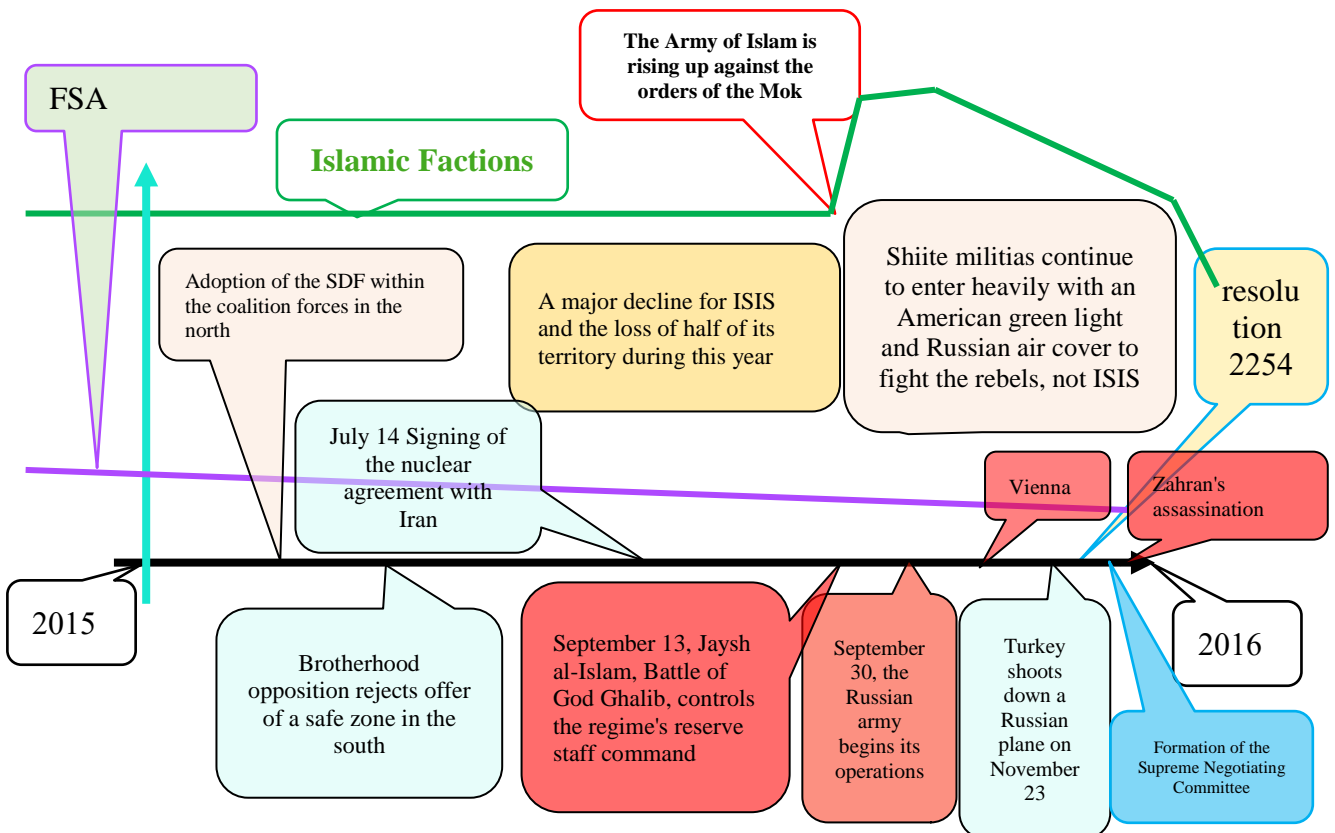 The Army of Islam is
rising up against the
orders of the Mok
FSA
Islamic Factions
Adoption of the SDF within
the coalition forces in the
north
A major decline for ISIS
and the loss of half of its
territory during this year
Shiite militias continue
to enter heavily with an
American green light
and Russian air cover to
fight the rebels, not ISIS
resolu
tion
2254
July 14 Signing of
the nuclear
agreement with
Iran
Vienna
Zahran's
assassination
2015
Brotherhood
opposition rejects offer
of a safe zone in the
south
September 13, Jaysh
al-Islam, Battle of
God Ghalib, controls
the regime's reserve
staff command
September
30, the
Russian
army
begins its
operations
Turkey
shoots
down a
Russian
plane on
November
23
2016
Formation of the
Supreme Negotiating
Committee